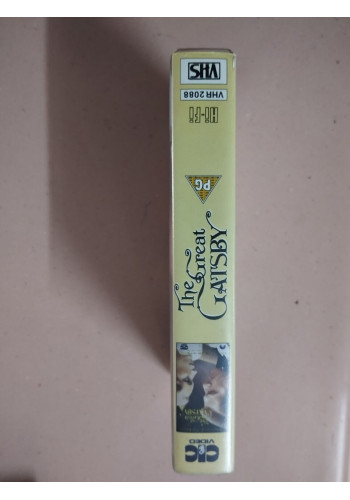 VHS
VHR 2088
Hi-Fi
PG
The Great
GATSBY
CIC
VIDEO